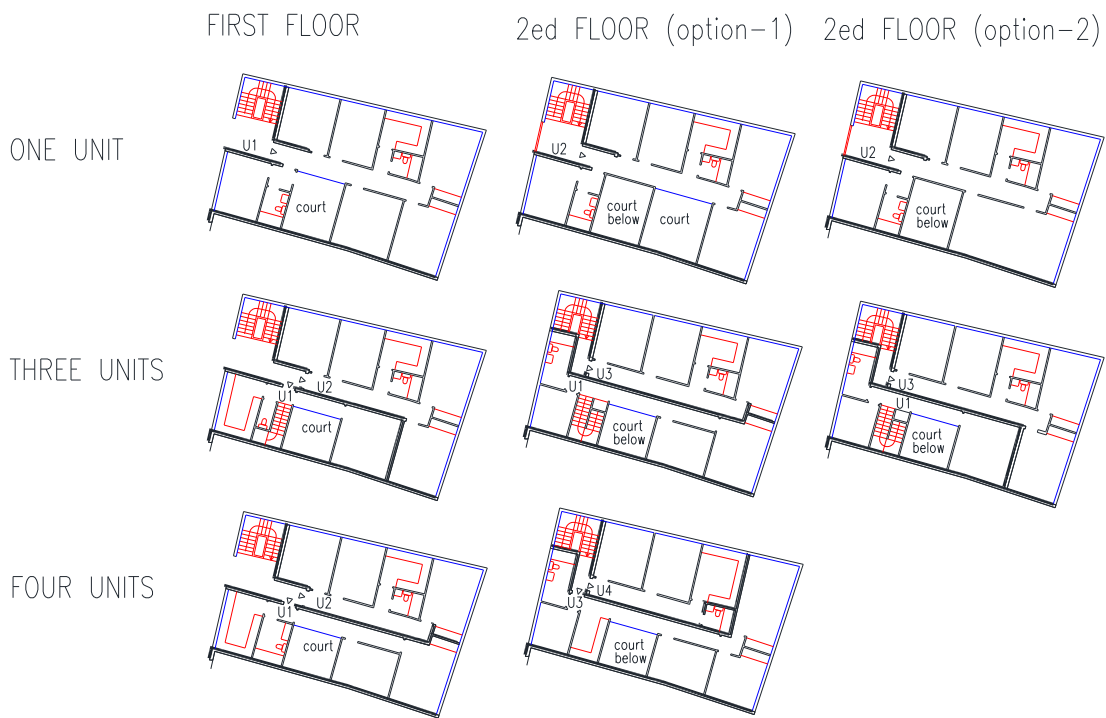 FIRST FLOOR
2ed FLOOR (option-1)
2ed FLOOR (option-2)
ONE UNIT
U1
court
U2
court
below
court
U2
court
below
THREE UNITS
U2
U1
court
U3
U1
court
below
U3
U1
court
below
FOUR UNITS
U2
U1
court
U4
U3
court
below